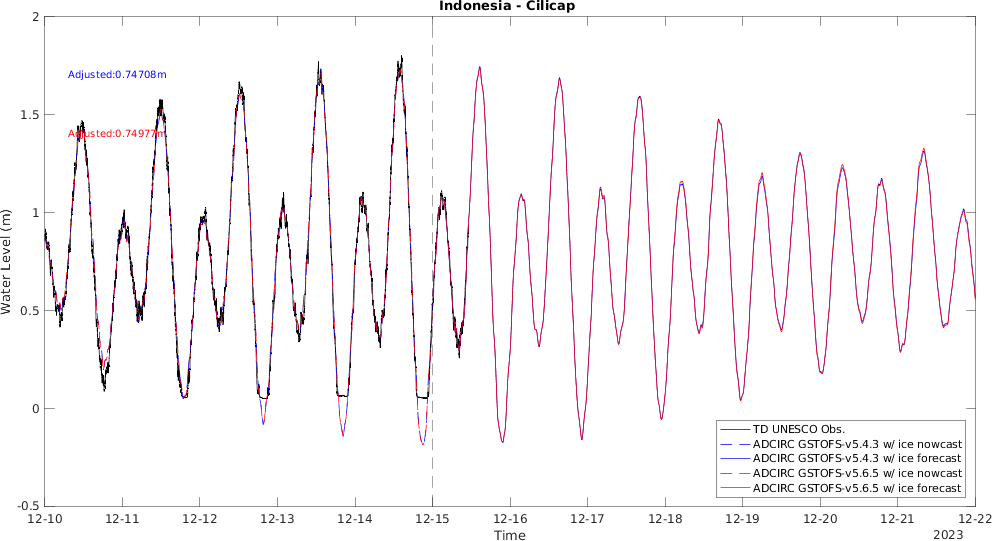 Indonesia - Cilicap
2
Adjusted:0.74708m
1.5
Adjusted:0.74977m
1
Water Level (m)
0.5
0
-0.5
TD UNESCO Obs.
ADCIRC GSTOFS-v5.4.3 w/ ice nowcast
ADCIRC GSTOFS-v5.4.3 w/ ice forecast
ADCIRC GSTOFS-v5.6.5 w/ ice nowcast
ADCIRC GSTOFS-v5.6.5 w/ ice forecast
12-10 12-11 12-12 12-13 12-14 12-15 12-16 12-17 12-18 12-19 12-20 12-21 12-22
Time
2023